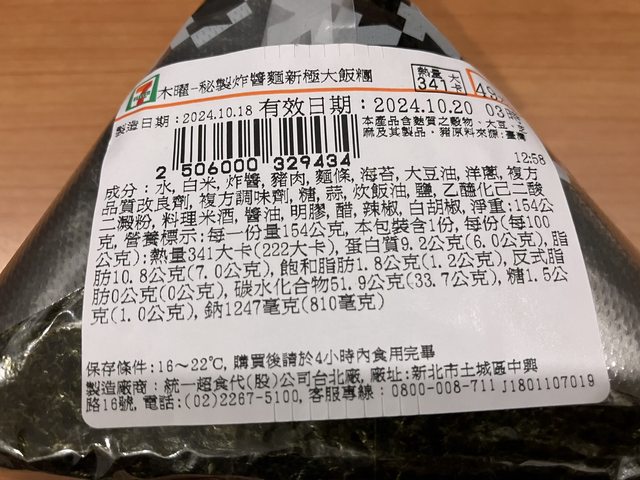 7 ELEVEN
木曜-秘製炸醬麵新極大飯糰
熱量 341 大卡
製造日期:2024.10.18 有效日期:2024.10.20 03
本產品含麩質之穀物、大豆、芝
麻及其製品,豬原料來源:臺灣
2 506000 329434
12:58
成分:水,白米,炸醬,豬肉,麵條,海苔,大豆油,洋蔥,複方
品質改良劑,複方調味劑,糖,蒜,炊飯油,鹽,乙醯化己二酸
二澱粉,料理米酒,醬油,明膠,醋,辣椒,白胡椒,淨重:154公
克,營養標示:每一份量154公克,本包裝含1份,每份(每100
公克):熱量341大卡(222大卡),蛋白質9.2公克(6.0公克),脂
肪10.8公克(7.0公克),飽和脂肪1.8公克(1.2公克),反式脂
肪0公克(0公克),碳水化合物51.9公克(33.7公克),糖1.5公
克(1.0公克),鈉1247毫克(810毫克)
保存條件:16~22℃,購買後請於4小時內食用完畢
製造廠商:統一超食代(股)公司台北廠,廠址:新北市土城區中興
路16號,電話:(02)2267-5100,客服專線:0800-008-711 J1801107019